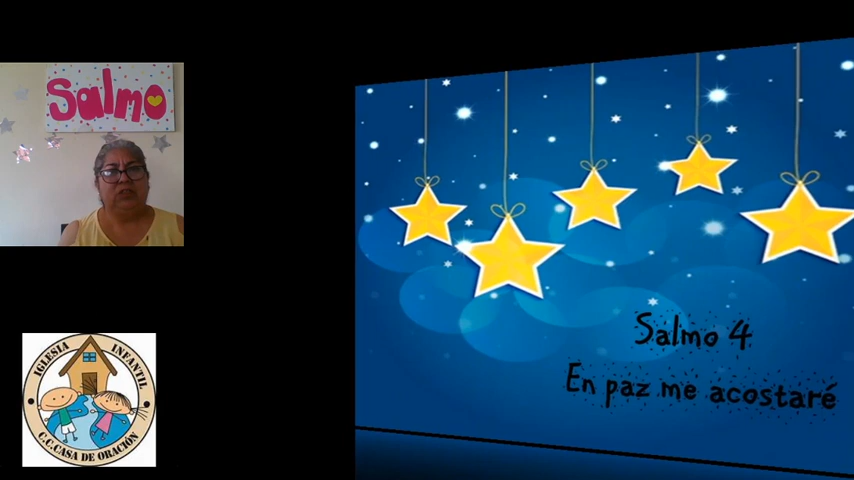 Salmo
Salmo 4
En paz me acostaré
IGLESIA INFANTIL
C.C.CASA DE ORACIÓN